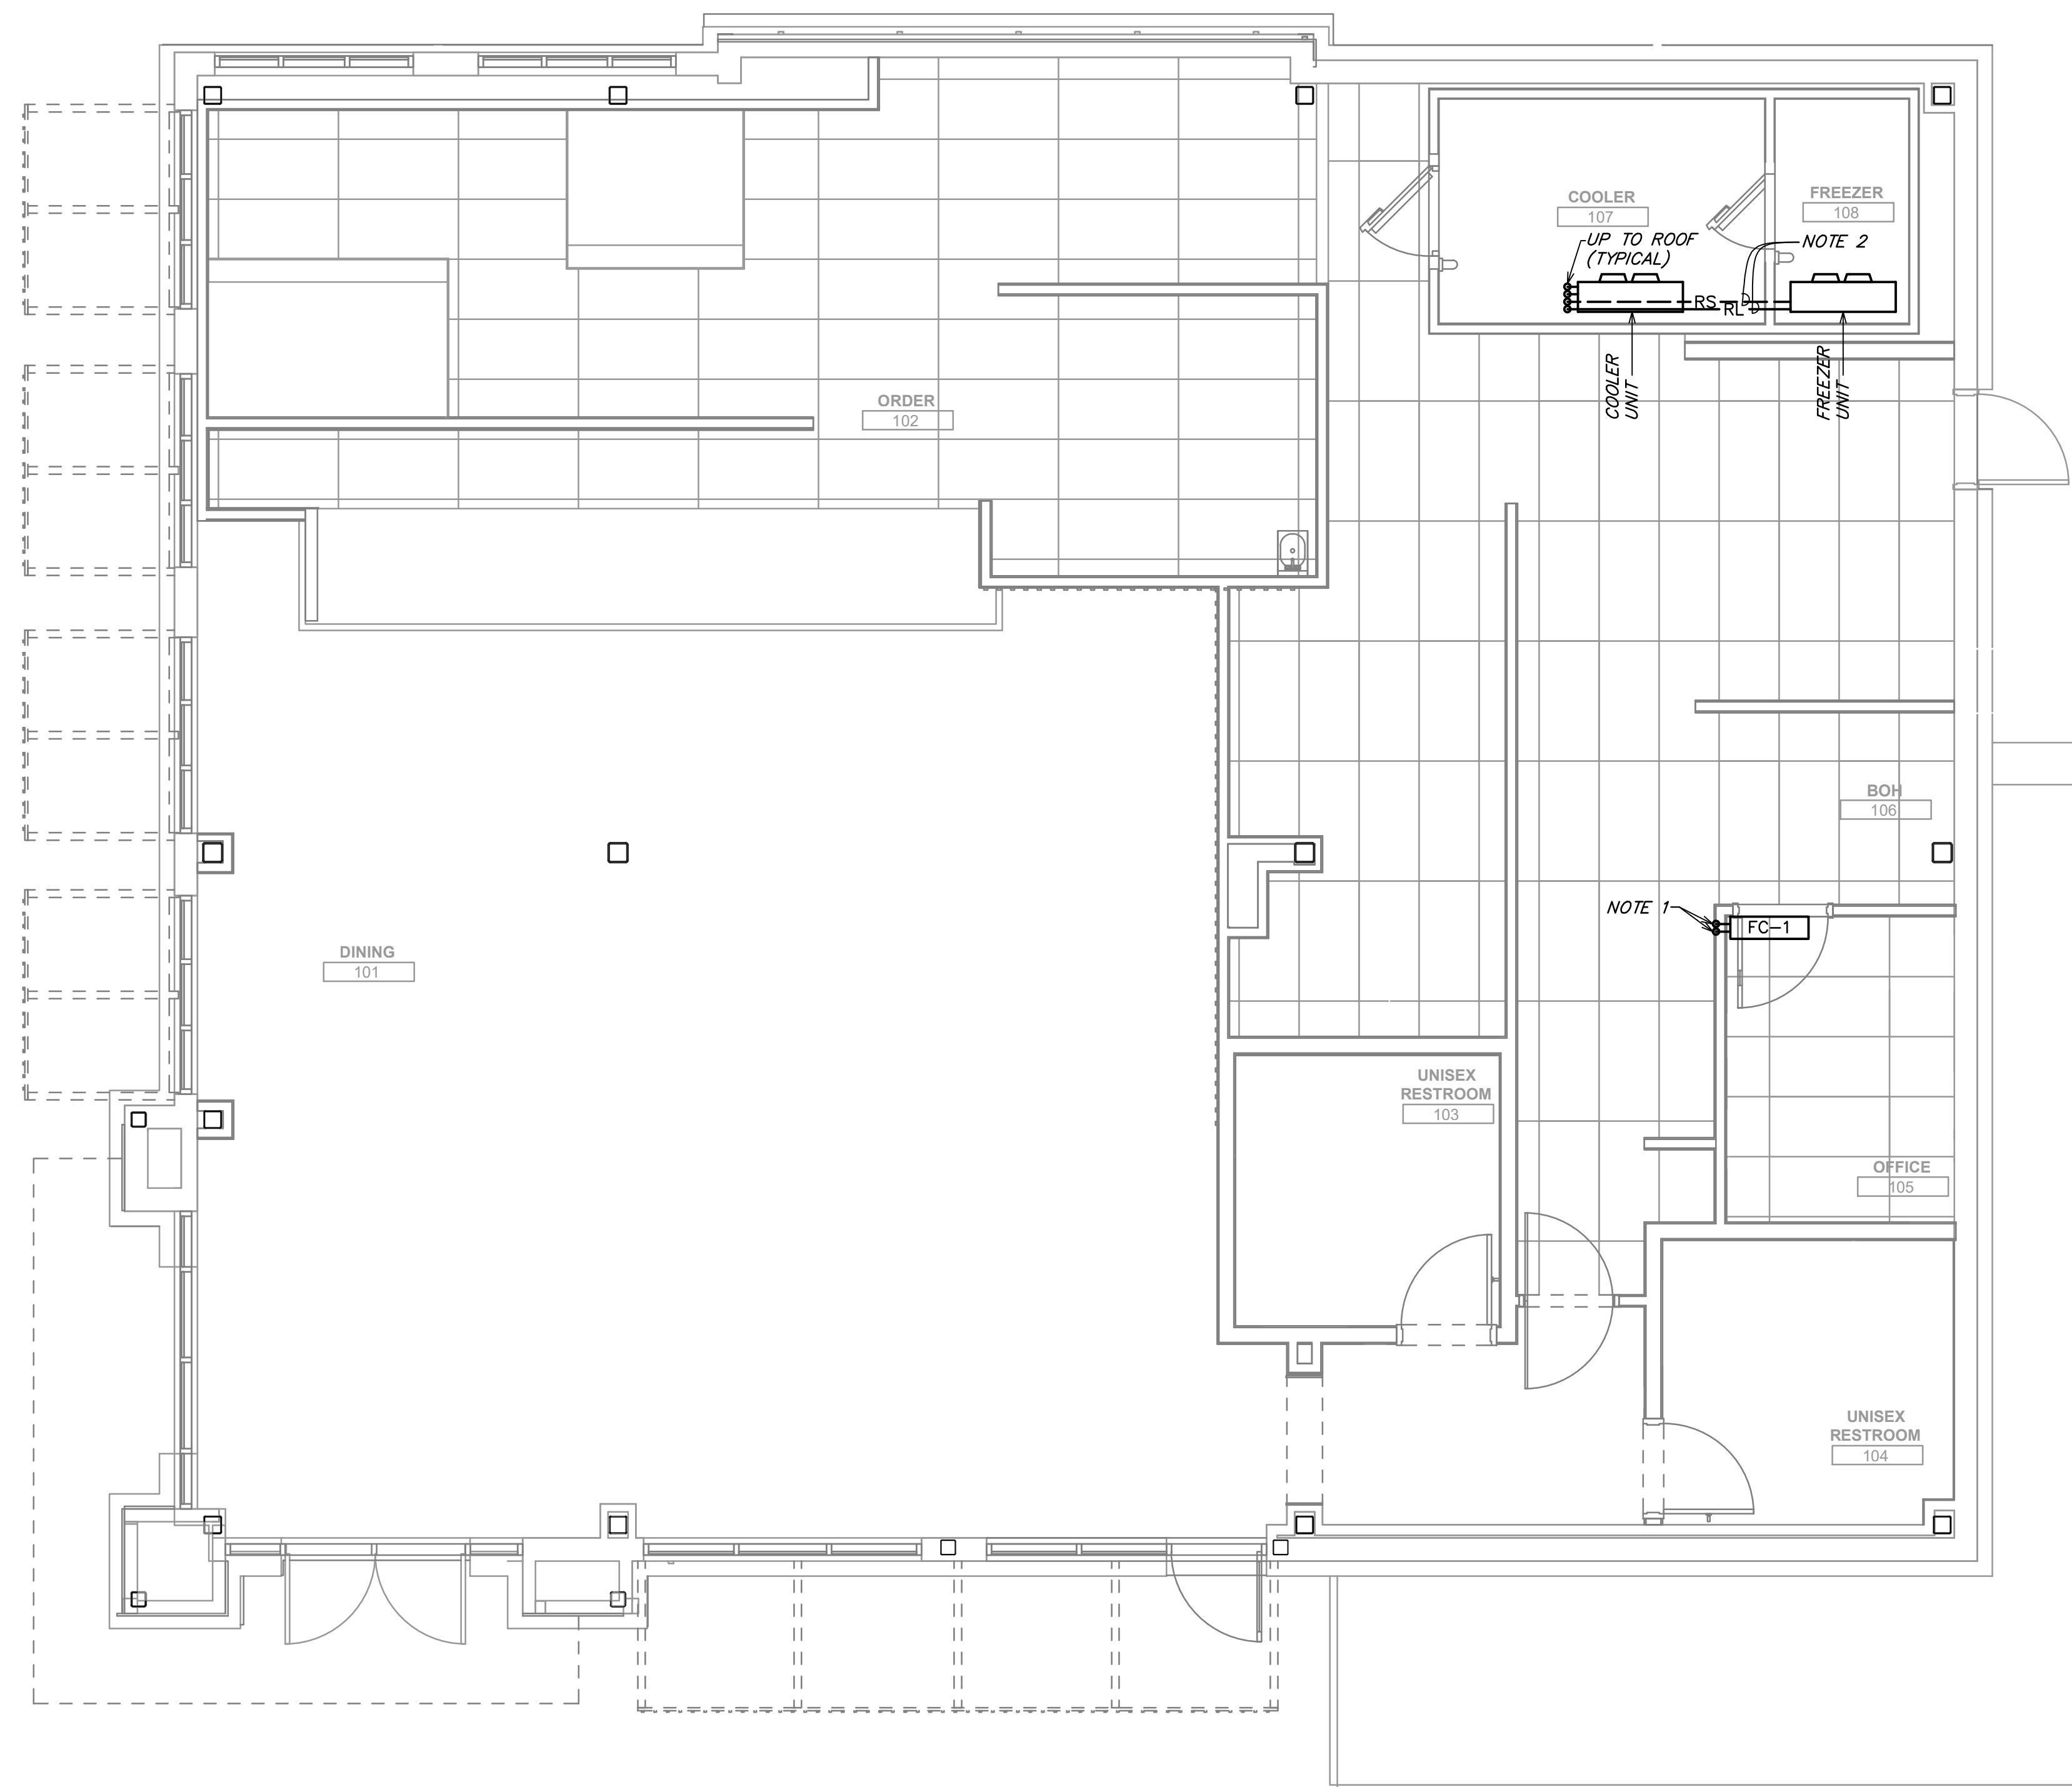 COOLER
107
FREEZER
108
UP TO ROOF
(TYPICAL)
NOTE 2
RS
RL
COOLER
UNIT
FREEZER
UNIT
ORDER
102
BOH
106
NOTE 1
FC-1
DINING
101
UNISEX
RESTROOM
103
OFFICE
105
UNISEX
RESTROOM
104